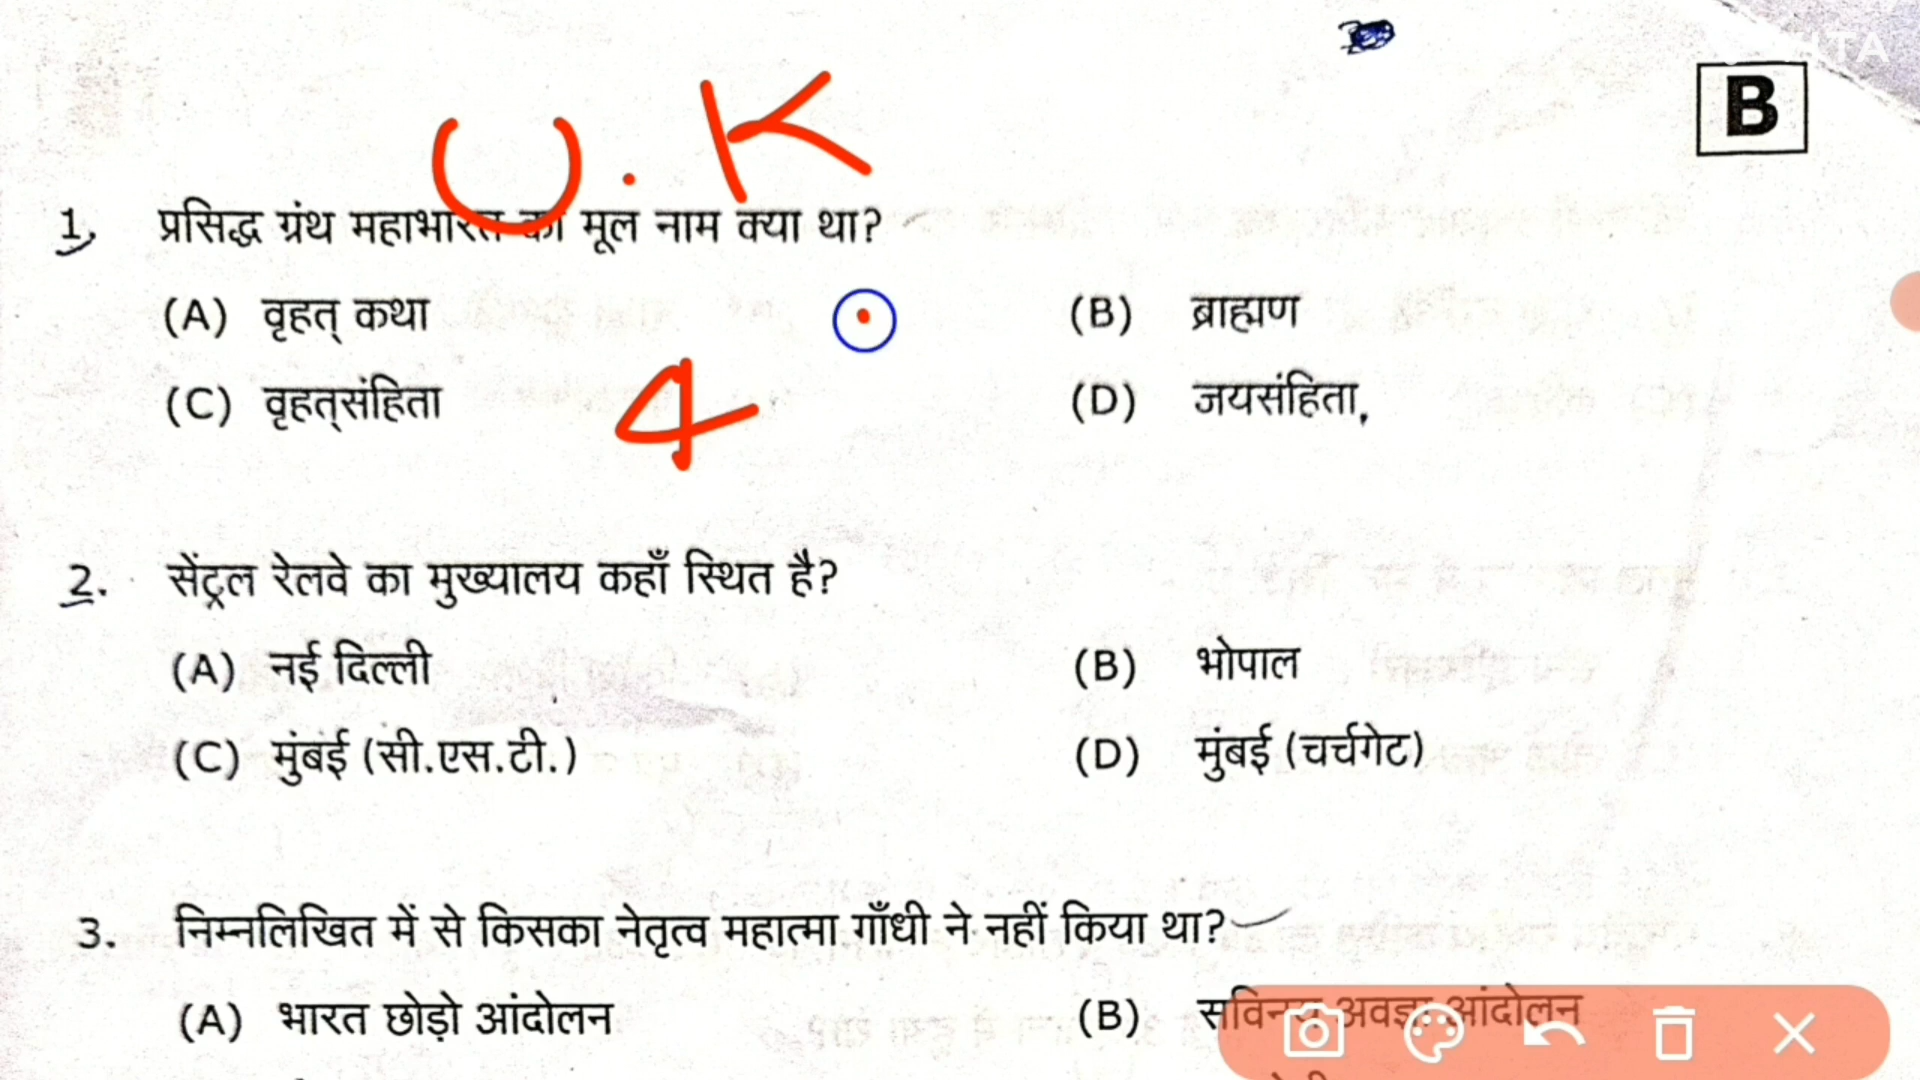 TA
B
U.K
1. प्रसिद्ध ग्रंथ महाभारत का मूल नाम क्या था?
(A) वृहत् कथा (B) ब्राह्मण
4
(C) वृहत्संहिता (D) जयसंहिता,
2. सेंट्रल रेलवे का मुख्यालय कहाँ स्थित है?
(A) नई दिल्ली (B) भोपाल
(C) मुंबई (सी.एस.टी.) (D) मुंबई (चर्चगेट)
3. निम्नलिखित में से किसका नेतृत्व महात्मा गाँधी ने नहीं किया था?
(A) भारत छोड़ो आंदोलन (B) सविनय अवज्ञा आंदोलन